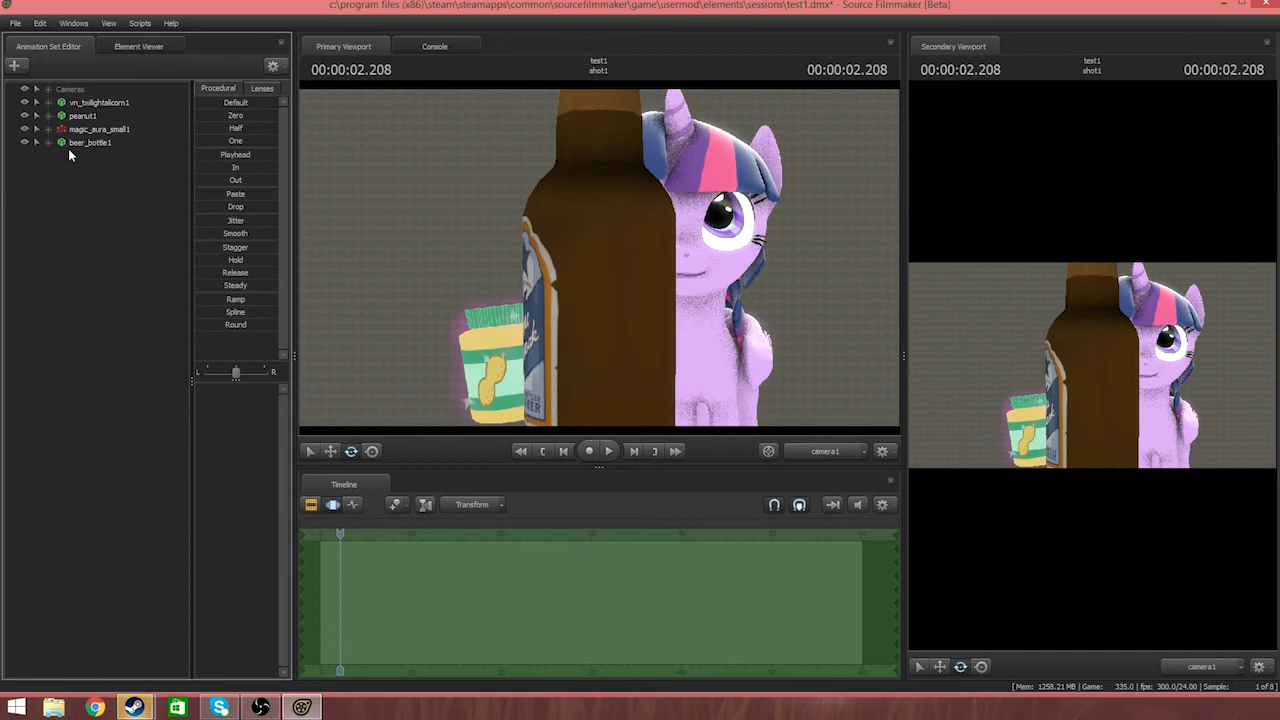 c:\program files (x86)\steam\steamapps\common\sourcefilmmaker\game\usermod\elements\sessions\test1.dmx* - Source Filmmaker [Beta]
File Edit Windows View Scripts Help
Animation Set Editor Element Viewer
Primary Viewport Console
Secondary Viewport
00:00:02.208 test1 00:00:02.208
shot1
00:00:02.208 test1 00:00:02.208
shot1
Cameras
vn_twilightalicorn1
peanut1
magic_aura_small1
beer_bottle1
Procedural Lenses
Default
Zero
Half
One
Playhead
In
Out
Paste
Drop
Jitter
Smooth
Stagger
Hold
Release
Steady
Ramp
Spline
Round
L R
camera1
Timeline
Transform
camera1
[Mem: 1258.21 MB | Game: 335.0 | fps: 300.0/24.00 | Sample: 1 of 8]